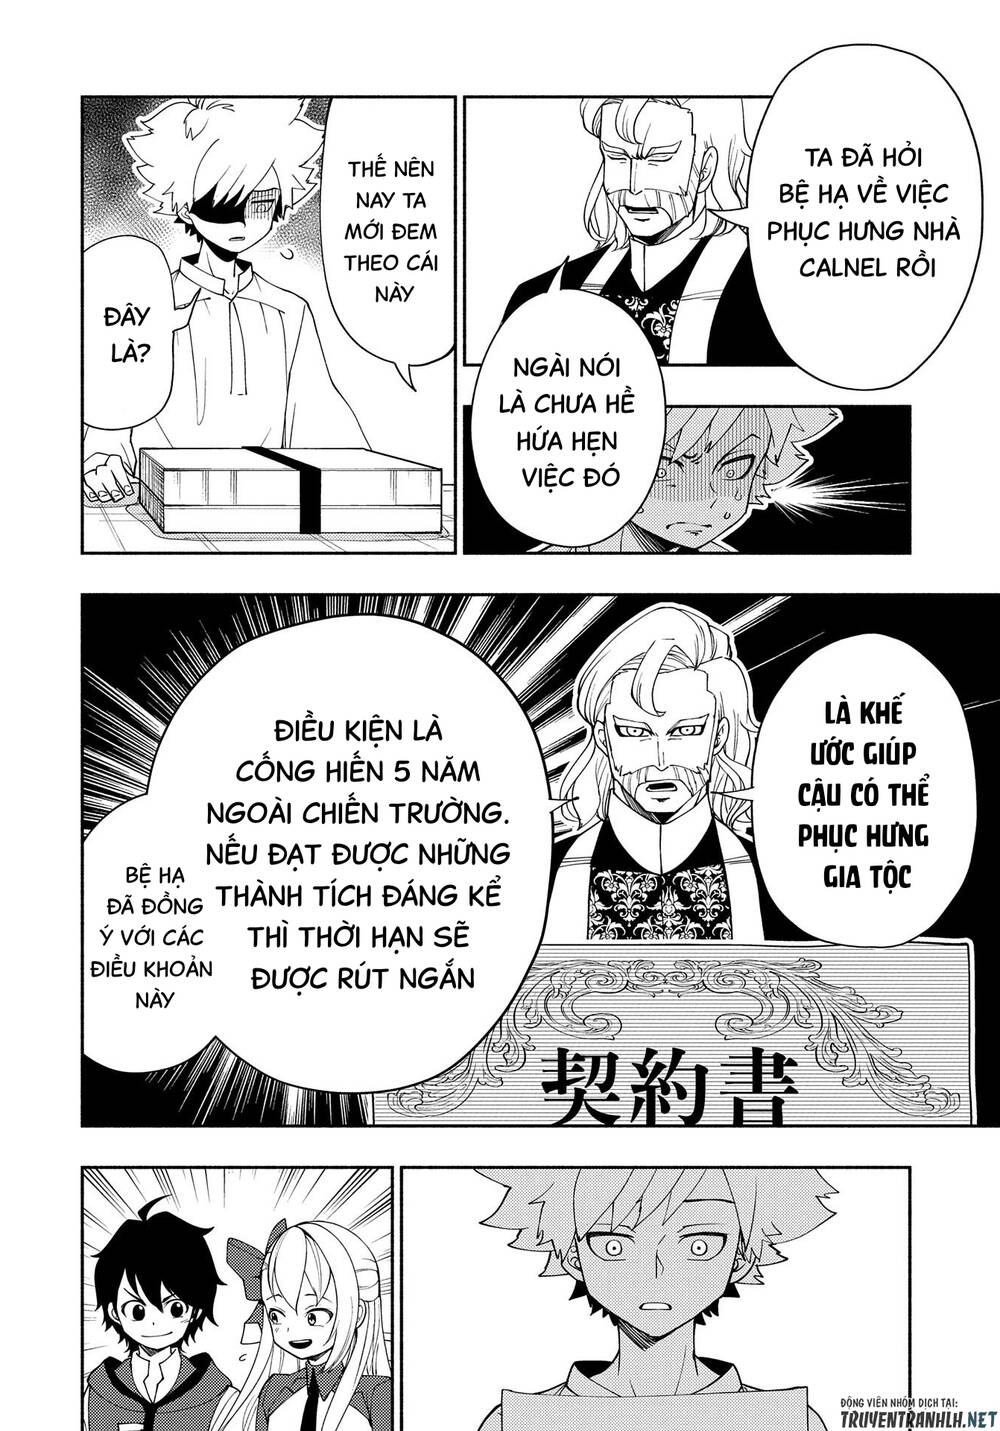 TA ĐÃ HỎI
BỆ HẠ VỀ VIỆC
PHỤC HƯNG NHÀ
CALNEL RỒI
NGÀI NÓI
LÀ CHƯA HỀ
HỨA HẸN
VIỆC ĐÓ
THẾ NÊN
NAY TA
MỚI ĐEM
THEO CÁI
NÀY
ĐÂY
LÀ?
LÀ KHẾ
ƯỚC GIÚP
CẬU CÓ THỂ
PHỤC HƯNG
GIA TỘC
ĐIỀU KIỆN LÀ
CỐNG HIẾN 5 NĂM
NGOÀI CHIẾN TRƯỜNG.
NẾU ĐẠT ĐƯỢC NHỮNG
THÀNH TÍCH ĐÁNG KỂ
THÌ THỜI HẠN SẼ
ĐƯỢC RÚT NGẮN
BỆ HẠ
ĐÃ ĐỒNG
Ý VỚI CÁC
ĐIỀU KHOẢN
NÀY
契約書
ĐỘNG VIÊN NHÓM DỊCH TẠI:
TRUYENTRANHLH.NET